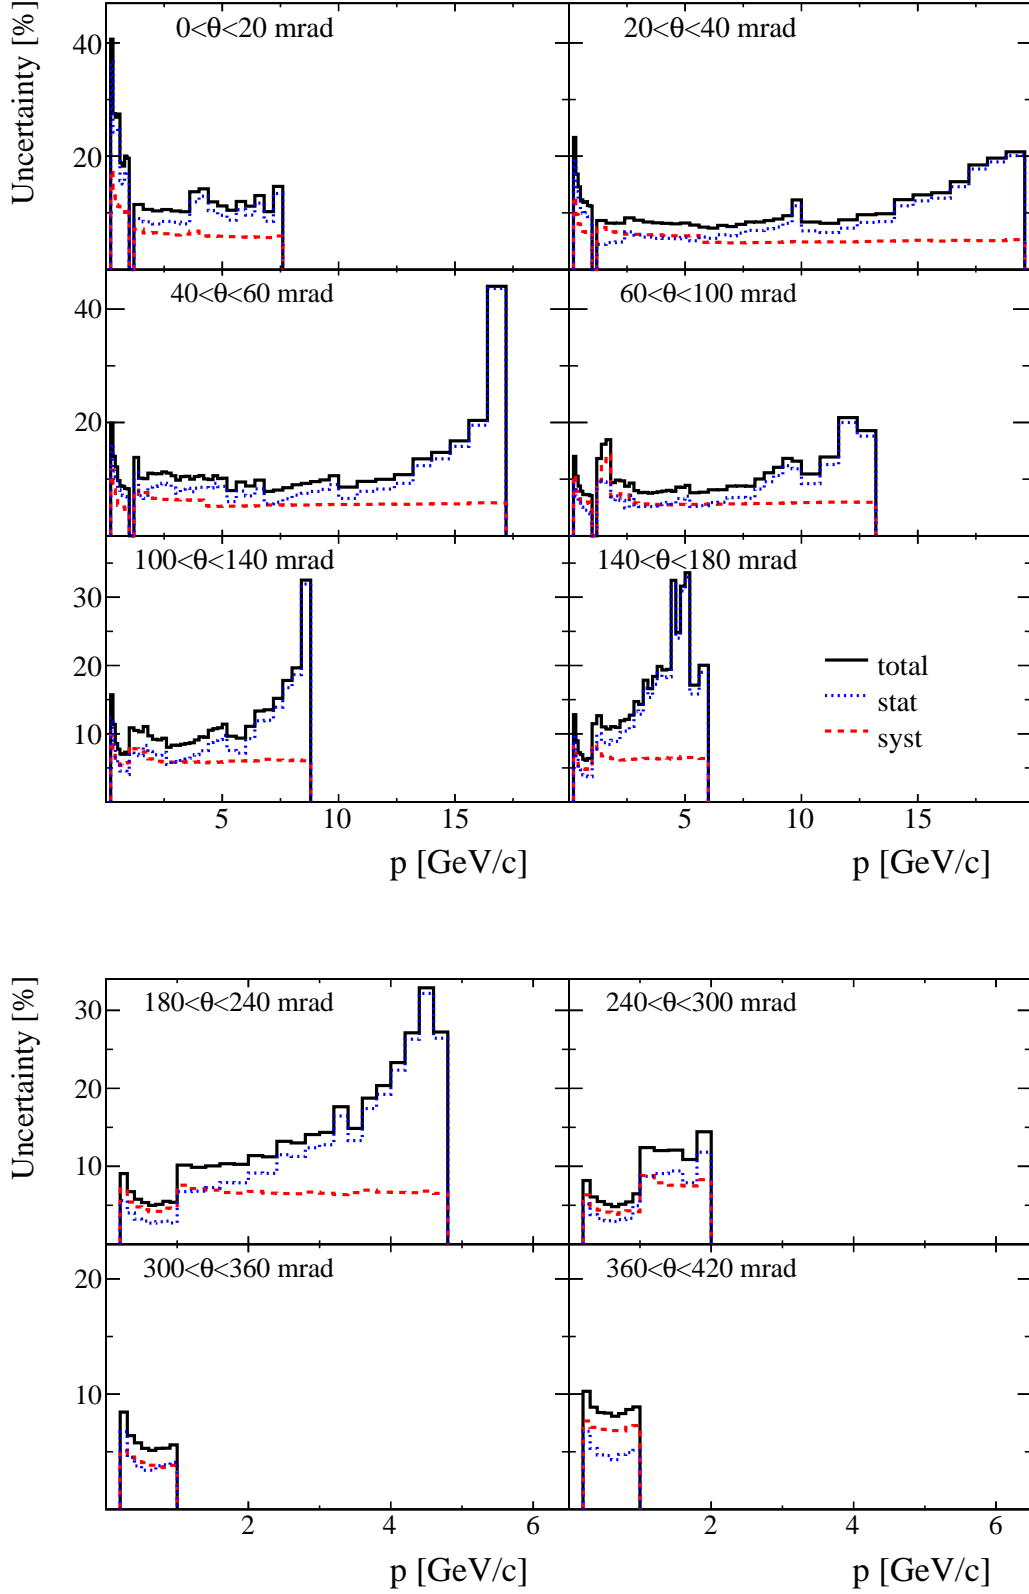 Uncertainty [%]
0<θ<20 mrad
20<θ<40 mrad
40
20
40<θ<60 mrad
60<θ<100 mrad
40
20
100<θ<140 mrad
140<θ<180 mrad
30
20
10
total
stat
syst
5 10 15
5 10 15
p [GeV/c]
p [GeV/c]
Uncertainty [%]
180<θ<240 mrad
240<θ<300 mrad
30
20
10
300<θ<360 mrad
360<θ<420 mrad
20
10
2 4 6
2 4 6
p [GeV/c]
p [GeV/c]